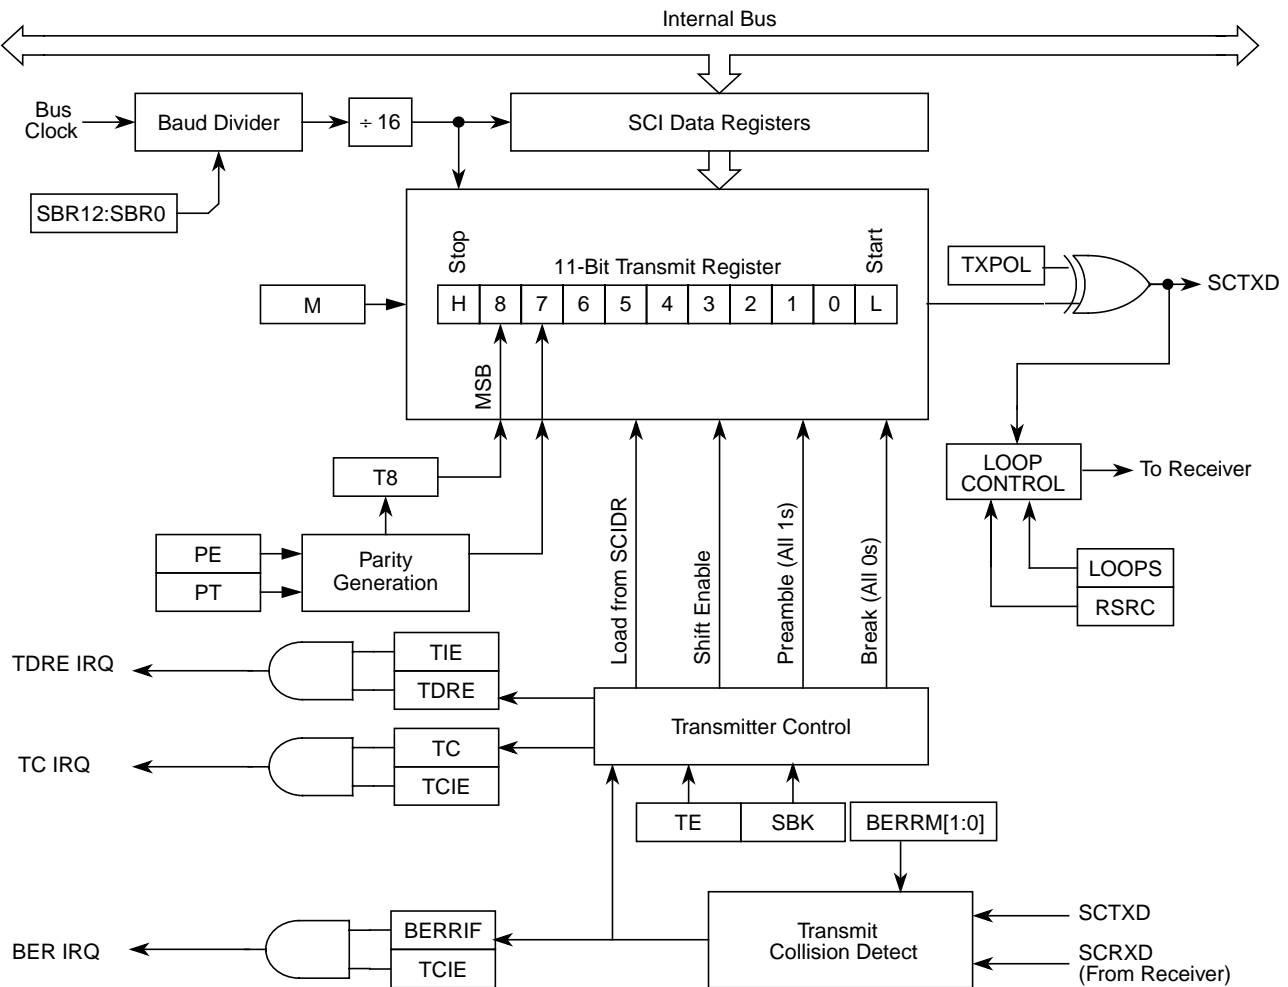 Internal Bus
Bus
Clock
Baud Divider
÷ 16
SCI Data Registers
SBR12:SBR0
Stop
11-Bit Transmit Register
Start
TXPOL
SCTXD
M
H 8 7 6 5 4 3 2 1 0 L
MSB
T8
LOOP
CONTROL
To Receiver
PE
PT
Parity
Generation
Load from SCIDR
Shift Enable
Preamble (All 1s)
Break (All 0s)
LOOPS
RSRC
TDRE IRQ
TIE
TDRE
Transmitter Control
TC IRQ
TC
TCIE
TE
SBK
BERRM[1:0]
BER IRQ
BERRIF
TCIE
Transmit
Collision Detect
SCTXD
SCRXD
(From Receiver)